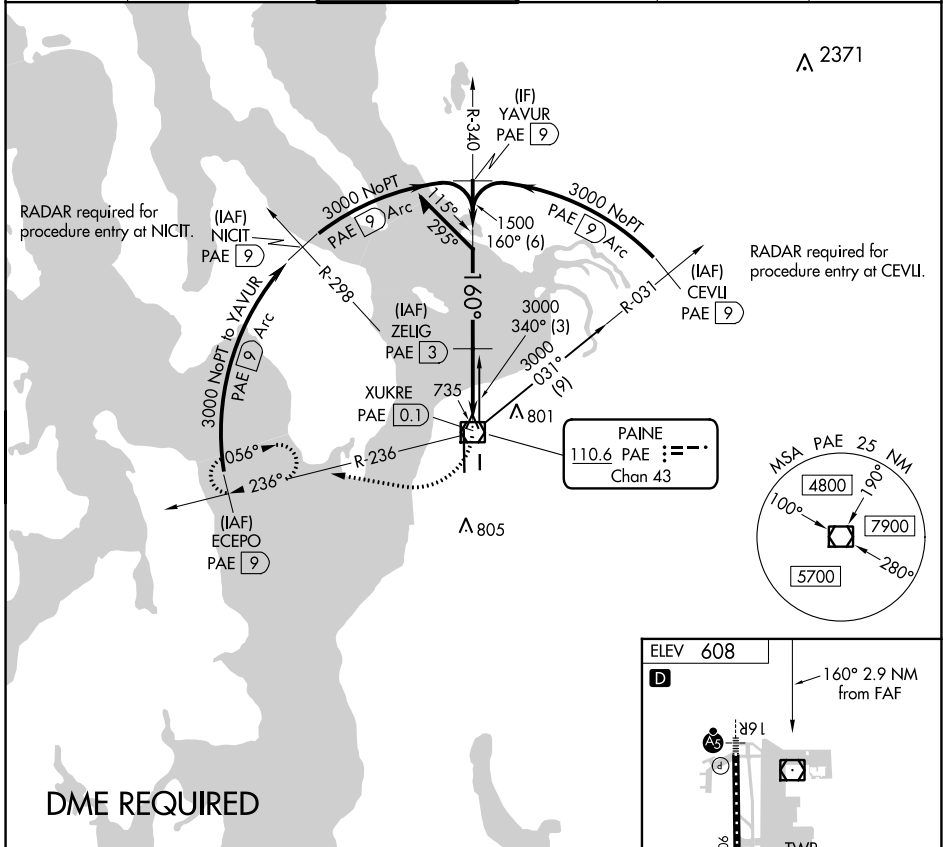 2371
(IF)
YAVUR
PAE 9
R-340
3000 NoPT
PAE 9 Arc
115°
295°
1500
160° (6)
3000 NoPT
PAE 9 Arc
RADAR required for
procedure entry at NICIT.
(IAF)
NICIT
PAE 9
R-298
RADAR required for
procedure entry at CEVLI.
(IAF)
CEVLI
PAE 9
R-031
160°
(IAF)
ZELIG
PAE 3
3000
340° (3)
3000
031°
(9)
3000 NoPT to YAVUR
PAE 9 Arc
XUKRE
PAE 0.1
735
801
PAINE
110.6 PAE
Chan 43
R-236
056°
236°
(IAF)
ECEPO
PAE 9
805
MSA PAE 25 NM
4800
190°
100°
7900
280°
5700
ELEV 608
D
160° 2.9 NM
from FAF
16R
A5
P
DME REQUIRED